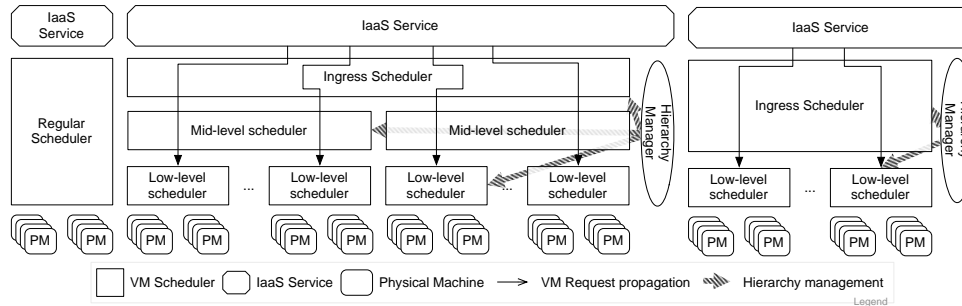 IaaS
Service
IaaS Service
IaaS Service
Regular
Scheduler
Ingress Scheduler
Mid-level scheduler
Mid-level scheduler
Hierarchy
Manager
Ingress Scheduler
Low-level
scheduler
...
Low-level
scheduler
Low-level
scheduler
...
Low-level
scheduler
Low-level
scheduler
...
Low-level
scheduler
PM
PM
PM
PM
PM
PM
PM
PM
PM
PM
PM
PM
PM
PM
VM Scheduler
IaaS Service
Physical Machine
VM Request propagation
Hierarchy management
Legend